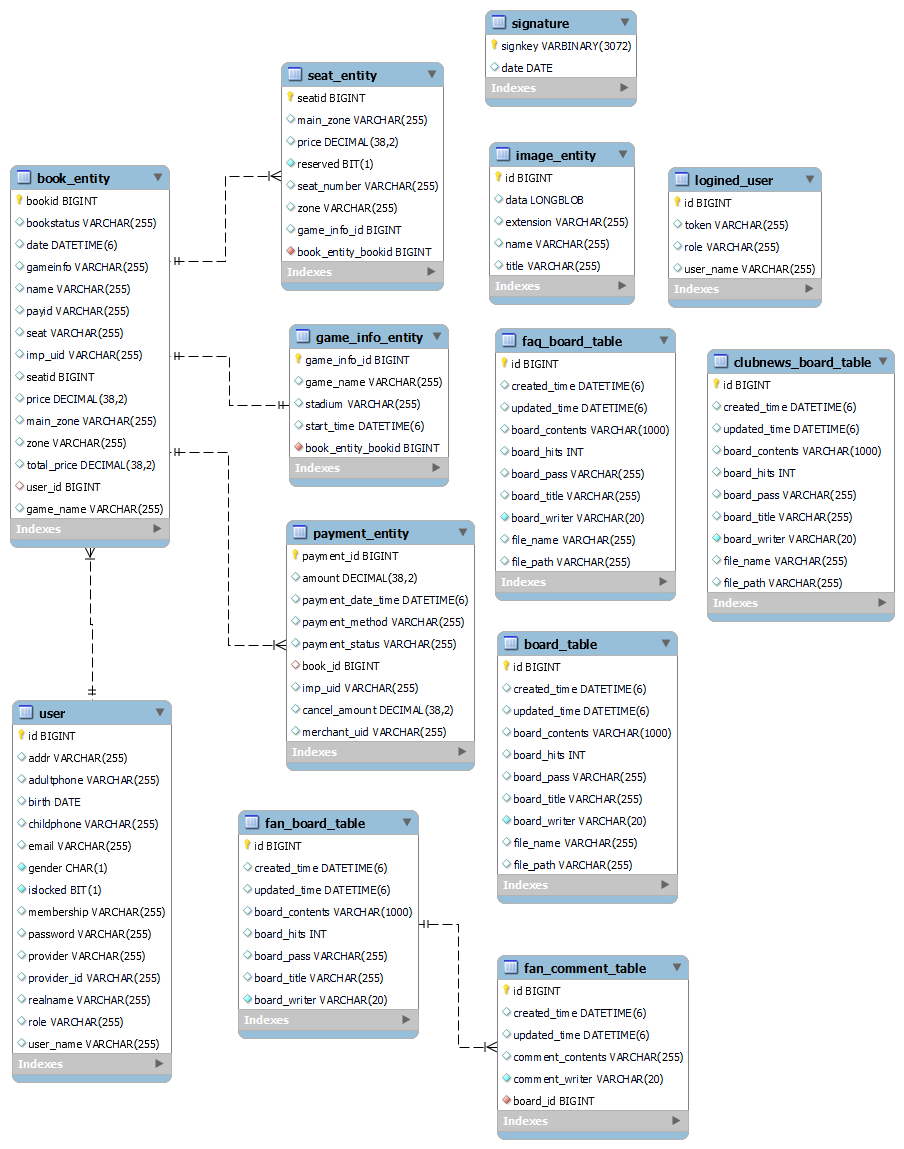 signature
signkey VARBINARY(3072)
date DATE
Indexes
seat_entity
seatid BIGINT
main_zone VARCHAR(255)
price DECIMAL(38,2)
reserved BIT(1)
seat_number VARCHAR(255)
zone VARCHAR(255)
game_info_id BIGINT
book_entity_bookid BIGINT
Indexes
image_entity
id BIGINT
data LONGBLOB
extension VARCHAR(255)
name VARCHAR(255)
title VARCHAR(255)
Indexes
logined_user
id BIGINT
token VARCHAR(255)
role VARCHAR(255)
user_name VARCHAR(255)
Indexes
book_entity
bookid BIGINT
bookstatus VARCHAR(255)
date DATETIME(6)
gameinfo VARCHAR(255)
name VARCHAR(255)
payid VARCHAR(255)
seat VARCHAR(255)
imp_uid VARCHAR(255)
seatid BIGINT
price DECIMAL(38,2)
main_zone VARCHAR(255)
zone VARCHAR(255)
total_price DECIMAL(38,2)
user_id BIGINT
game_name VARCHAR(255)
Indexes
game_info_entity
game_info_id BIGINT
game_name VARCHAR(255)
stadium VARCHAR(255)
start_time DATETIME(6)
book_entity_bookid BIGINT
Indexes
faq_board_table
id BIGINT
created_time DATETIME(6)
updated_time DATETIME(6)
board_contents VARCHAR(1000)
board_hits INT
board_pass VARCHAR(255)
board_title VARCHAR(255)
board_writer VARCHAR(20)
file_name VARCHAR(255)
file_path VARCHAR(255)
Indexes
clubnews_board_table
id BIGINT
created_time DATETIME(6)
updated_time DATETIME(6)
board_contents VARCHAR(1000)
board_hits INT
board_pass VARCHAR(255)
board_title VARCHAR(255)
board_writer VARCHAR(20)
file_name VARCHAR(255)
file_path VARCHAR(255)
Indexes
payment_entity
payment_id BIGINT
amount DECIMAL(38,2)
payment_date_time DATETIME(6)
payment_method VARCHAR(255)
payment_status VARCHAR(255)
book_id BIGINT
imp_uid VARCHAR(255)
cancel_amount DECIMAL(38,2)
merchant_uid VARCHAR(255)
Indexes
board_table
id BIGINT
created_time DATETIME(6)
updated_time DATETIME(6)
board_contents VARCHAR(1000)
board_hits INT
board_pass VARCHAR(255)
board_title VARCHAR(255)
board_writer VARCHAR(20)
file_name VARCHAR(255)
file_path VARCHAR(255)
Indexes
user
id BIGINT
addr VARCHAR(255)
adultphone VARCHAR(255)
birth DATE
childphone VARCHAR(255)
email VARCHAR(255)
gender CHAR(1)
islocked BIT(1)
membership VARCHAR(255)
password VARCHAR(255)
provider VARCHAR(255)
provider_id VARCHAR(255)
realname VARCHAR(255)
role VARCHAR(255)
user_name VARCHAR(255)
Indexes
fan_board_table
id BIGINT
created_time DATETIME(6)
updated_time DATETIME(6)
board_contents VARCHAR(1000)
board_hits INT
board_pass VARCHAR(255)
board_title VARCHAR(255)
board_writer VARCHAR(20)
Indexes
fan_comment_table
id BIGINT
created_time DATETIME(6)
updated_time DATETIME(6)
comment_contents VARCHAR(255)
comment_writer VARCHAR(20)
board_id BIGINT
Indexes